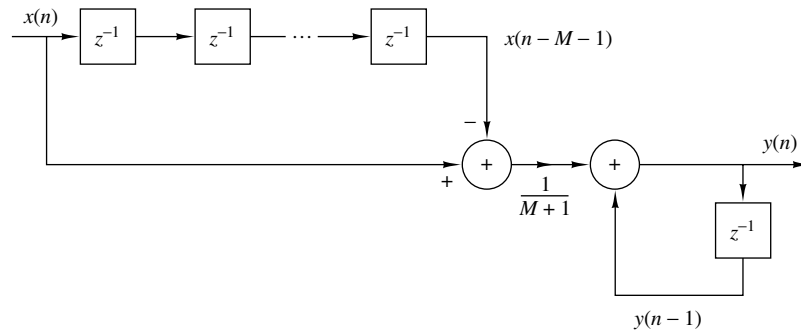 x(n)
z⁻¹
z⁻¹
...
z⁻¹
x(n − M − 1)
−
y(n)
+
+
+
1
M + 1
z⁻¹
y(n − 1)